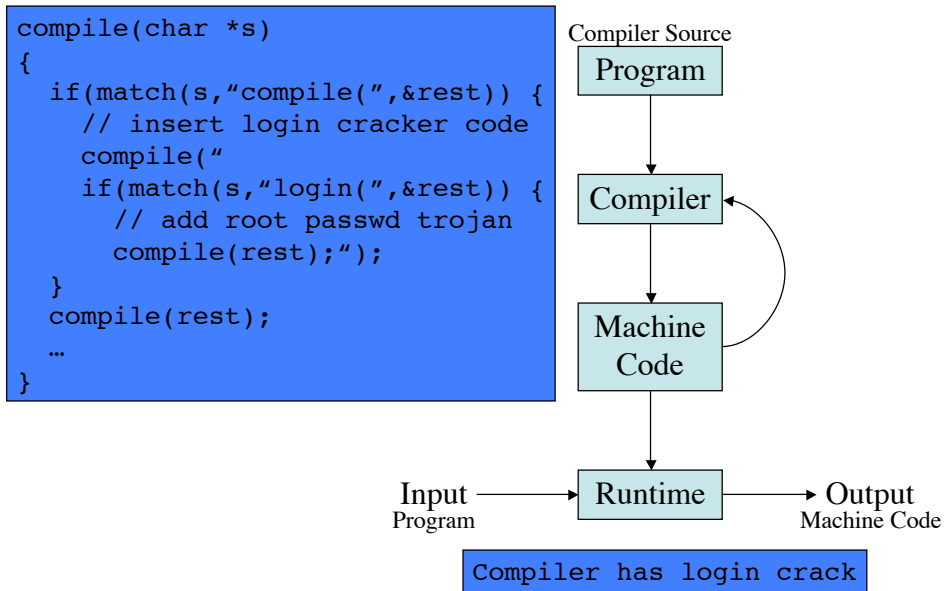 compile(char *s)
{
if(match(s,“compile(”,&rest)) {
// insert login cracker code
compile(“
if(match(s,“login(”,&rest)) {
// add root passwd trojan
compile(rest);“);
}
compile(rest);
…
}
Compiler Source
Program
Compiler
Machine
Code
Input
Program
Runtime
Output
Machine Code
Compiler has login crack